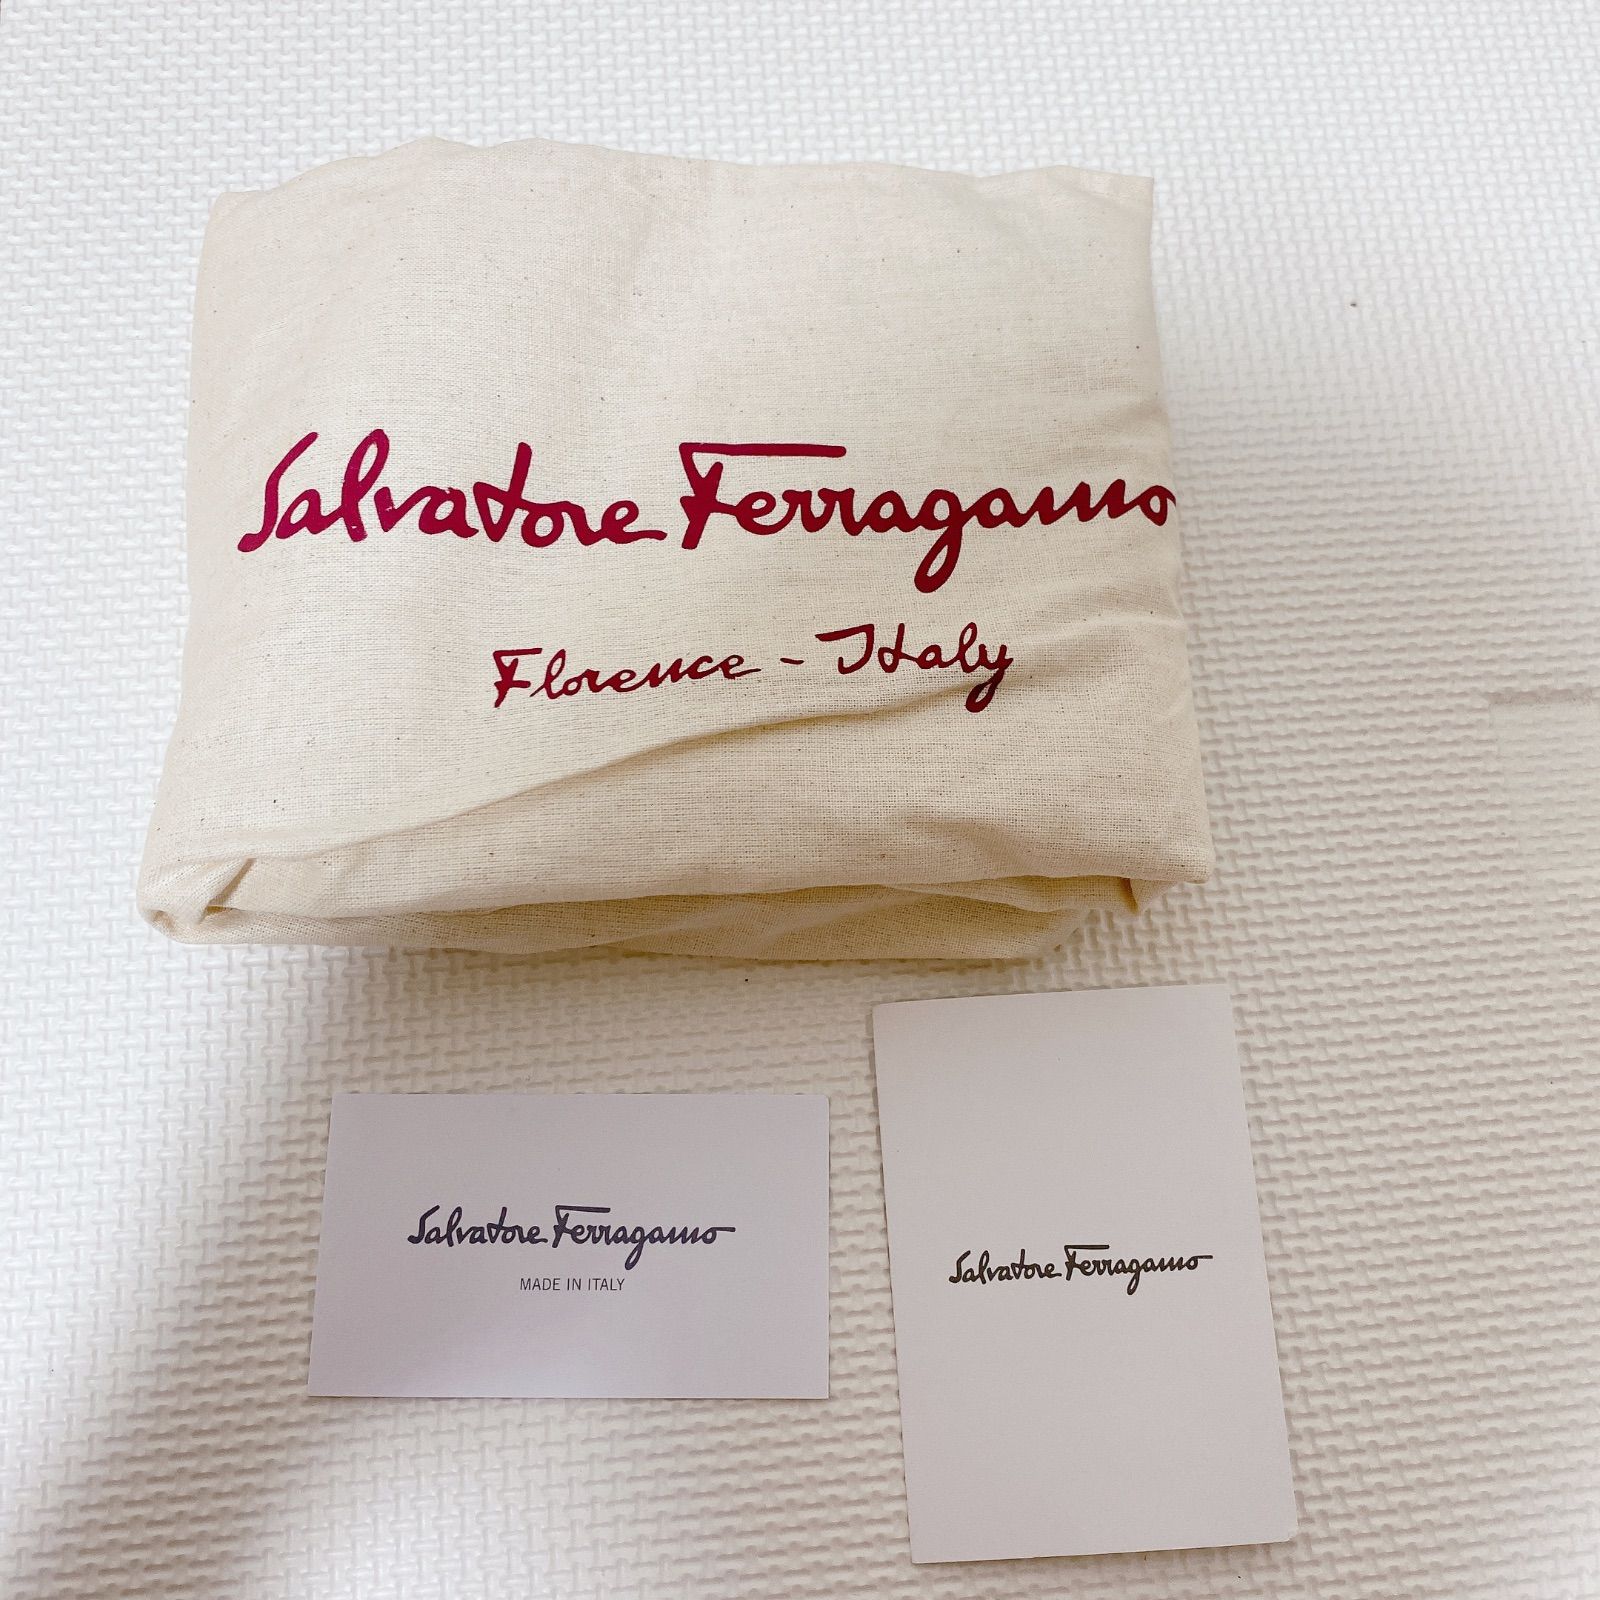 Salvatore Ferragamo
Florence - Italy
Salvatore Ferragamo
MADE IN ITALY
Salvatore Ferragamo